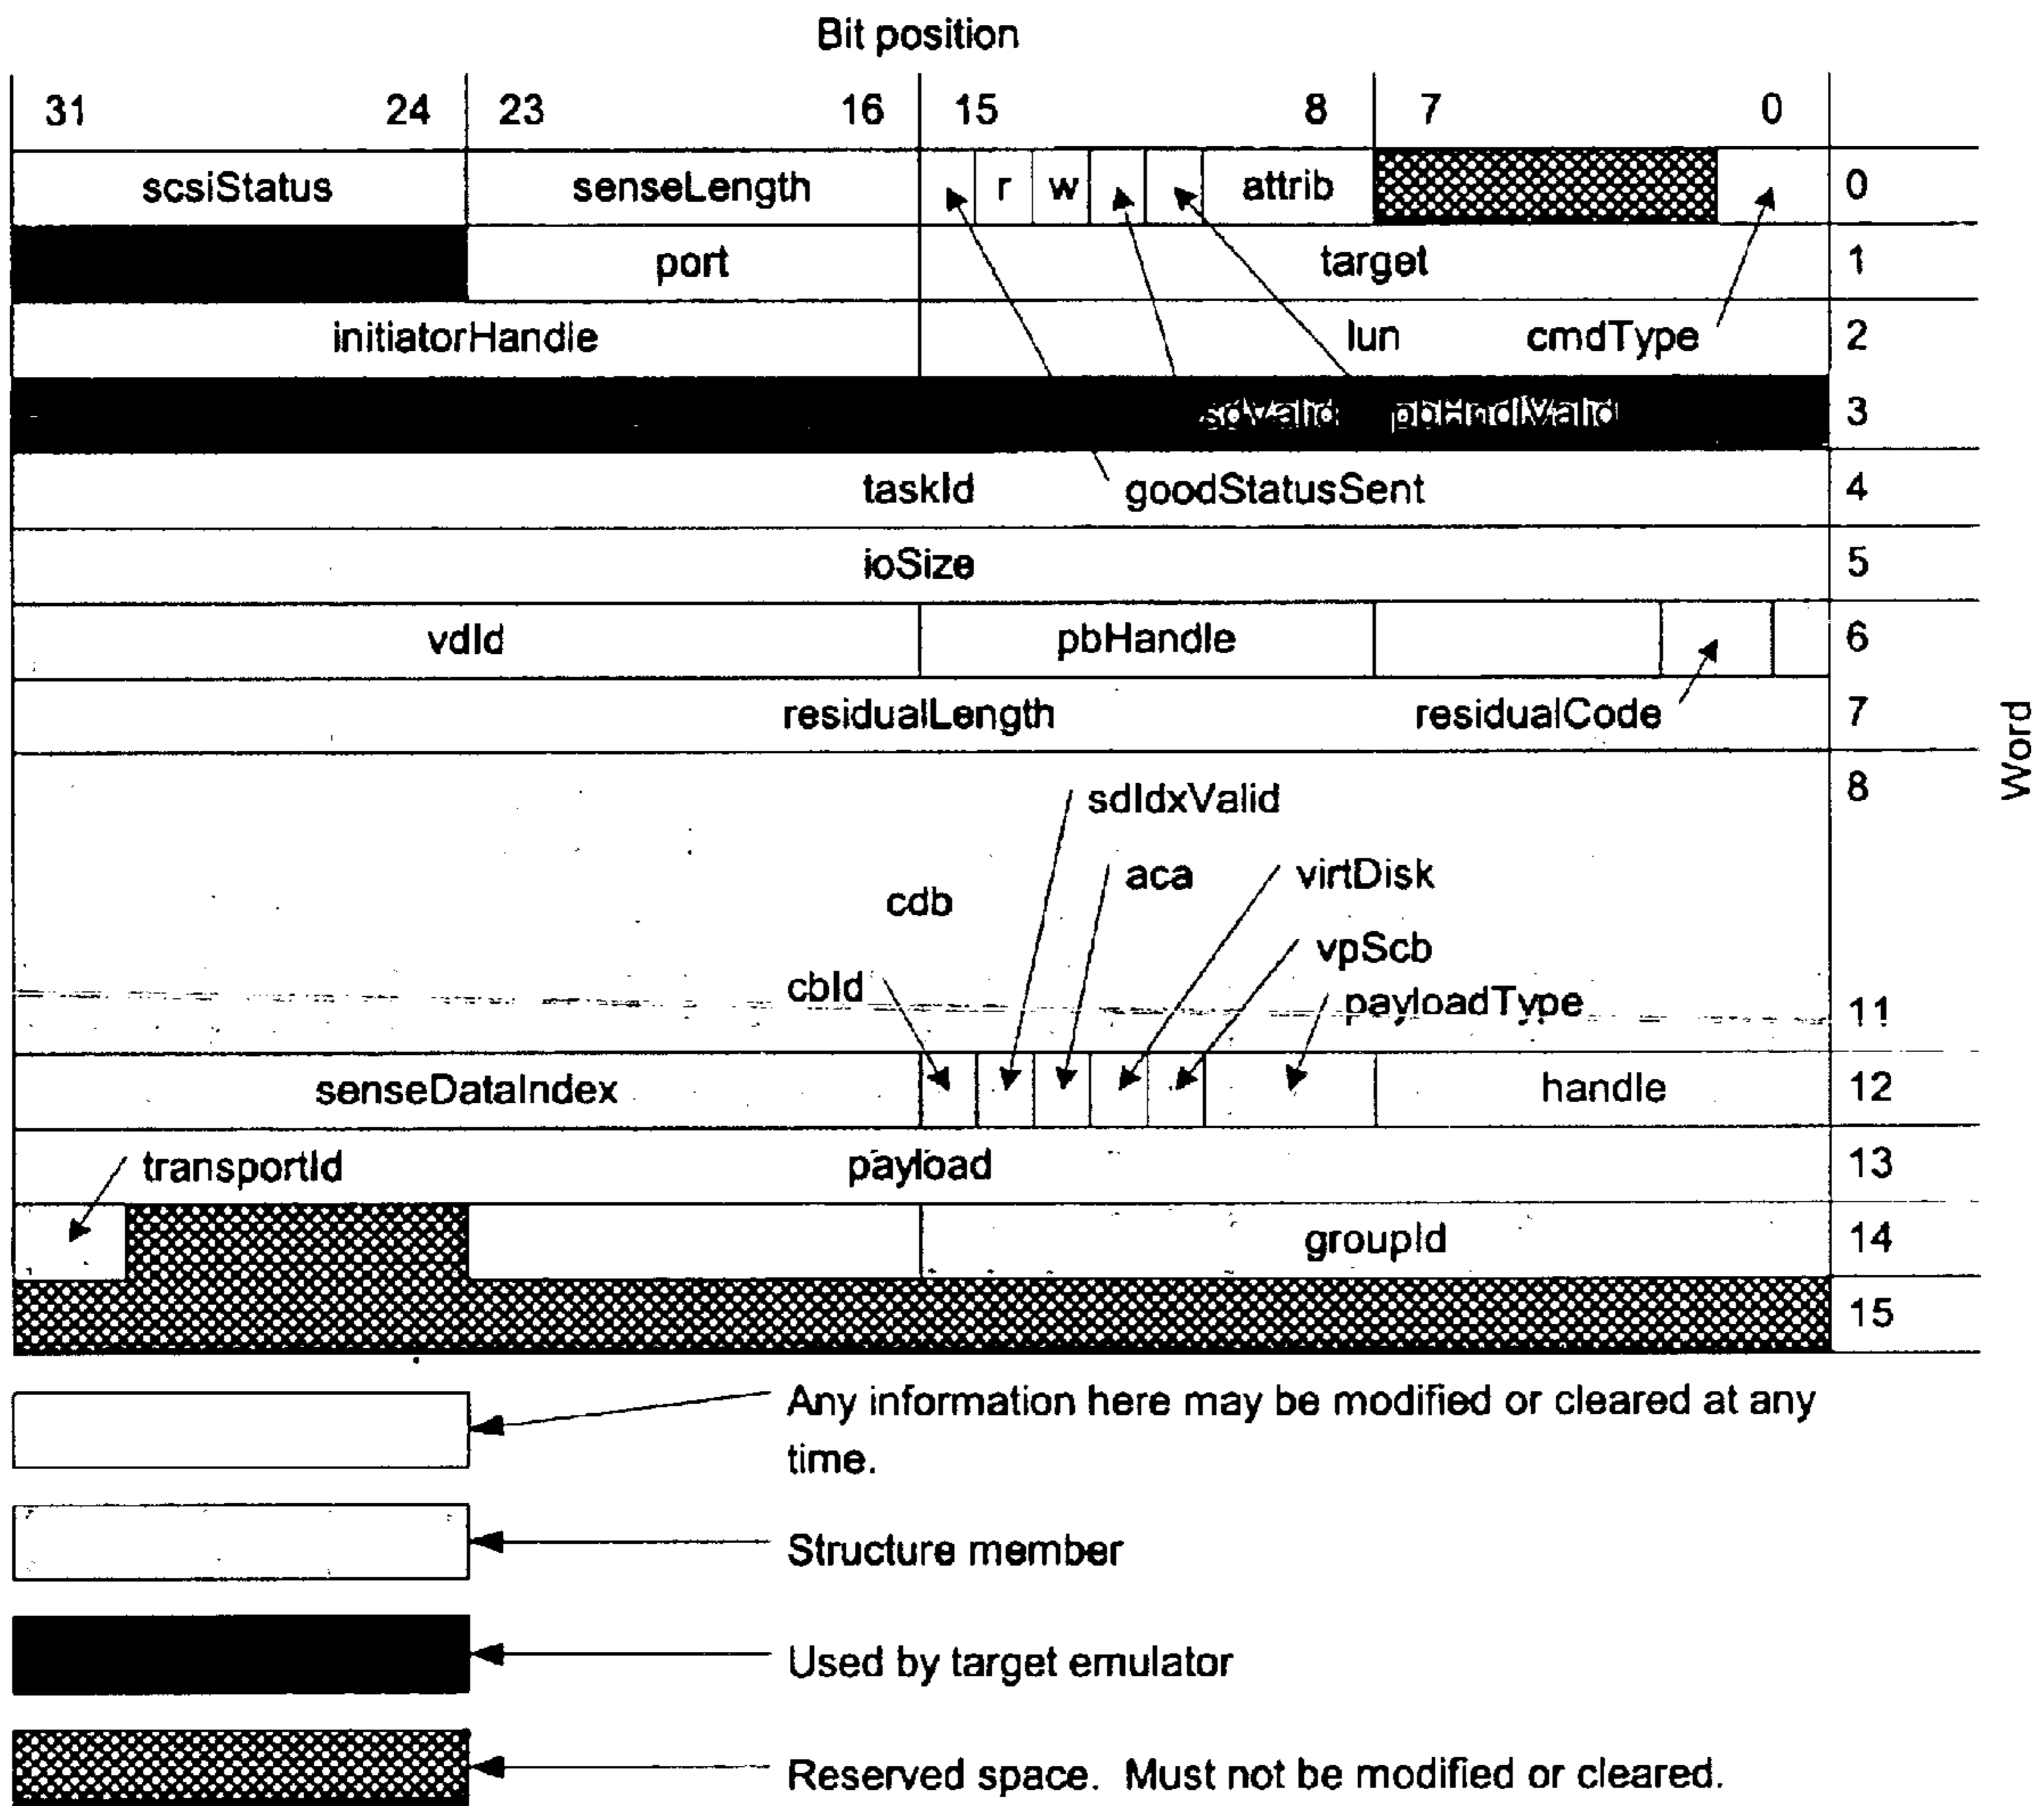 Bit position
31 24 23 16 15 8 7 0
scsiStatus senseLength r w attrib 0
port target 1
initiatorHandle lun cmdType 2
sdValid pbHndlValid 3
taskId goodStatusSent 4
ioSize 5
vdId pbHandle 6
residualLength residualCode 7
Word
8
sdIdxValid
aca virtDisk
cdb
vpScb
cbId payloadType 11
senseDataIndex handle 12
transportId payload 13
groupId 14
15
Any information here may be modified or cleared at any
time.
Structure member
Used by target emulator
Reserved space. Must not be modified or cleared.